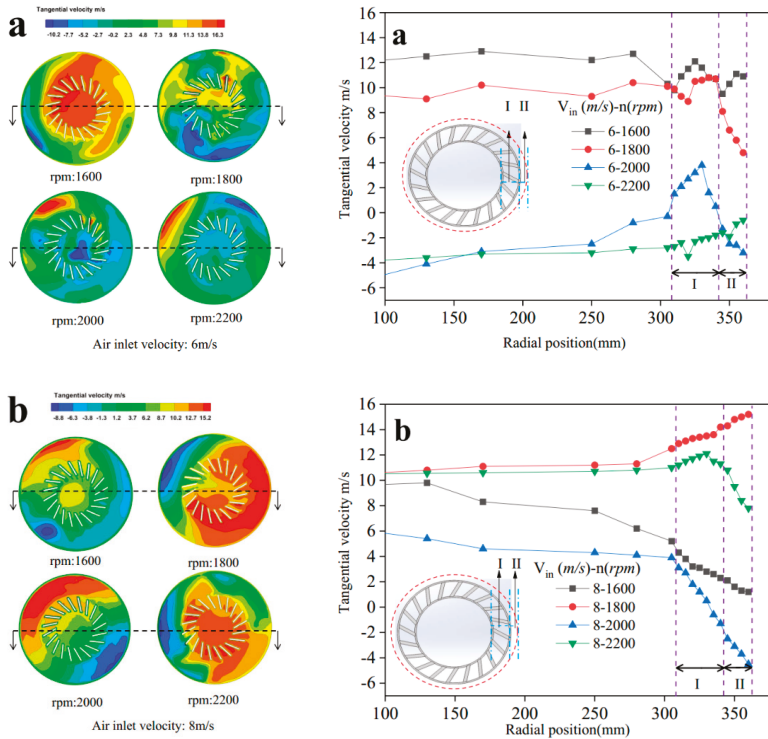 a
Tangential velocity m/s
-10.2 -7.7 -5.2 -2.7 -0.2 2.3 4.8 7.3 9.8 11.3 13.8 16.3
rpm:1600
rpm:1800
rpm:2000
rpm:2200
Air inlet velocity: 6m/s
a
Tangential velocity m/s
16
14
12
10
8
6
4
2
0
-2
-4
-6
I II
V_in (m/s)-n(rpm)
6-1600
6-1800
6-2000
6-2200
I
II
100 150 200 250 300 350
Radial position(mm)
b
Tangential velocity m/s
-8.8 -6.3 -3.8 -1.3 1.2 3.7 6.2 8.7 10.2 12.7 15.2
rpm:1600
rpm:1800
rpm:2000
rpm:2200
Air inlet velocity: 8m/s
b
Tangential velocity m/s
16
14
12
10
8
6
4
2
0
-2
-4
-6
I II
V_in (m/s)-n(rpm)
8-1600
8-1800
8-2000
8-2200
I
II
100 150 200 250 300 350
Radial position(mm)